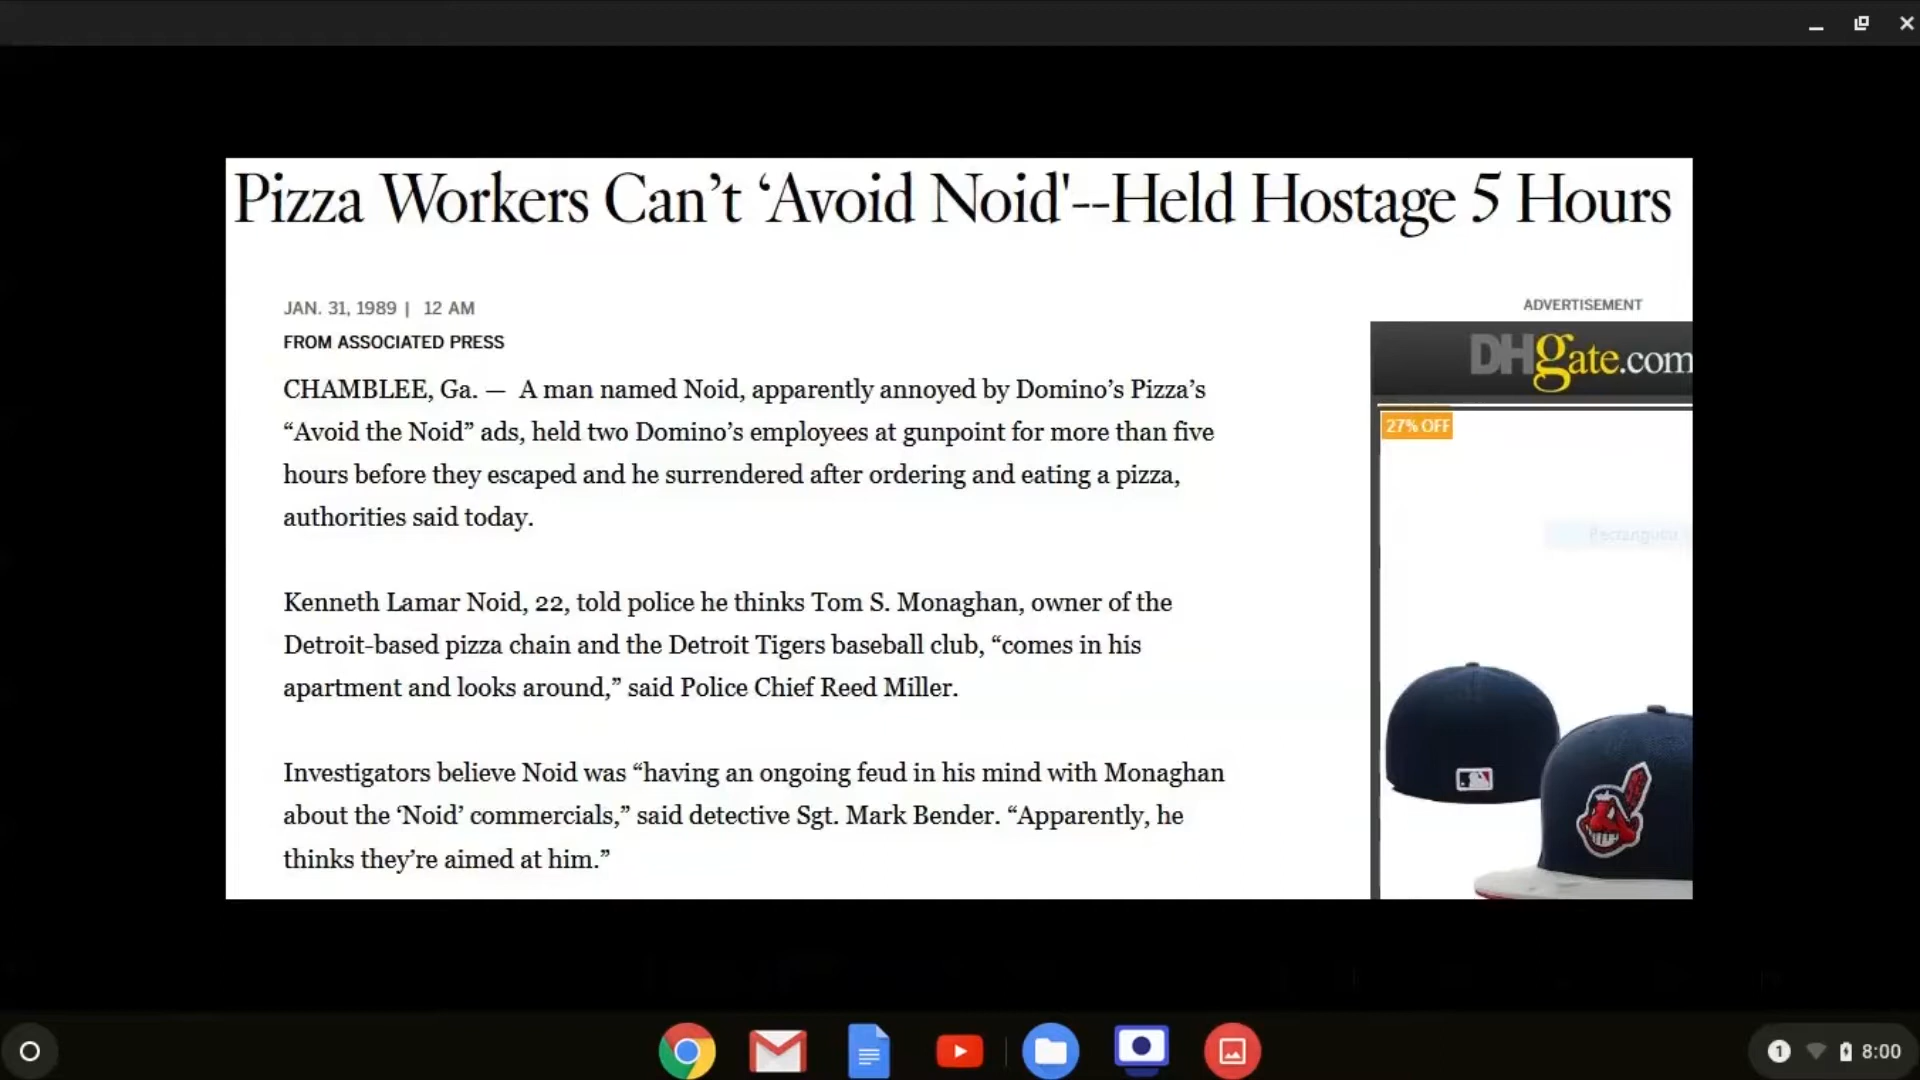 Pizza Workers Can’t ‘Avoid Noid'--Held Hostage 5 Hours
JAN. 31, 1989 | 12 AM
FROM ASSOCIATED PRESS
CHAMBLEE, Ga. — A man named Noid, apparently annoyed by Domino’s Pizza’s
“Avoid the Noid” ads, held two Domino’s employees at gunpoint for more than five
hours before they escaped and he surrendered after ordering and eating a pizza,
authorities said today.
Kenneth Lamar Noid, 22, told police he thinks Tom S. Monaghan, owner of the
Detroit-based pizza chain and the Detroit Tigers baseball club, “comes in his
apartment and looks around,” said Police Chief Reed Miller.
Investigators believe Noid was “having an ongoing feud in his mind with Monaghan
about the ‘Noid’ commercials,” said detective Sgt. Mark Bender. “Apparently, he
thinks they’re aimed at him.”
ADVERTISEMENT
DHgate.com
27% OFF
1
8:00